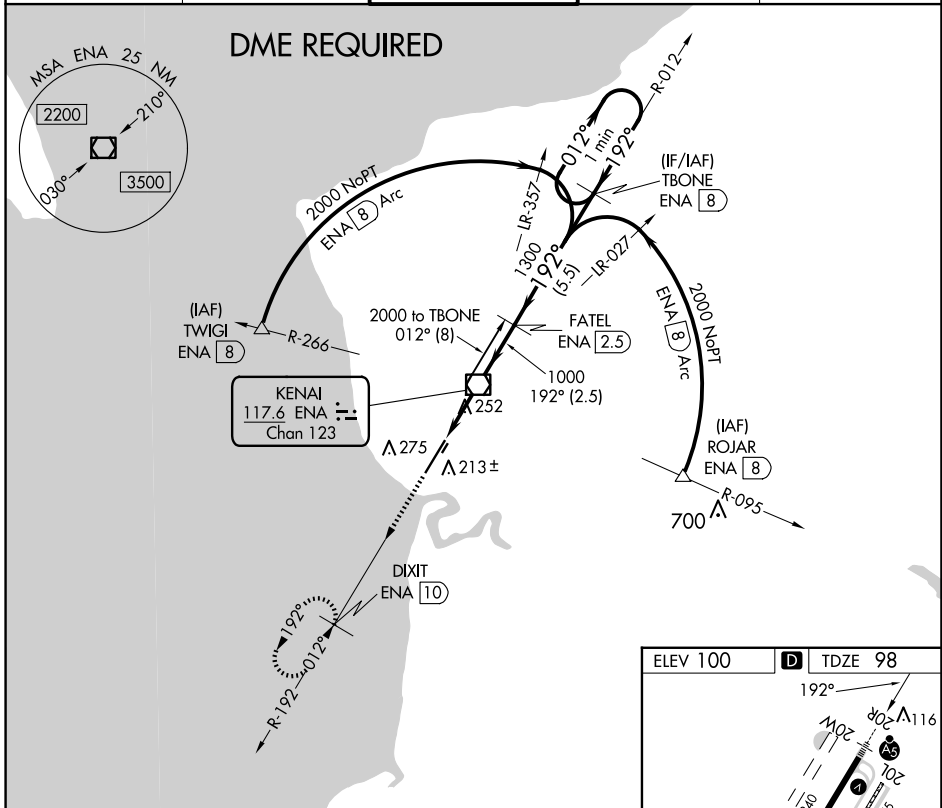 DME REQUIRED
MSA ENA 25 NM
2200
210°
030°
3500
R-012
012°
1 min
192°
(IF/IAF)
TBONE
ENA 8
2000 NoPT
ENA 8 Arc
LR-357
1300
192°
(5.5)
LR-027
2000 NoPT
ENA 8 Arc
(IAF)
TWIGI
ENA 8
R-266
2000 to TBONE
012° (8)
FATEL
ENA 2.5
1000
192° (2.5)
KENAI
117.6 ENA
Chan 123
252
275
213±
(IAF)
ROJAR
ENA 8
R-095
700
DIXIT
ENA 10
192°
012°
R-192
ELEV 100 D TDZE 98
192°
20W
20R
116
A5
20L